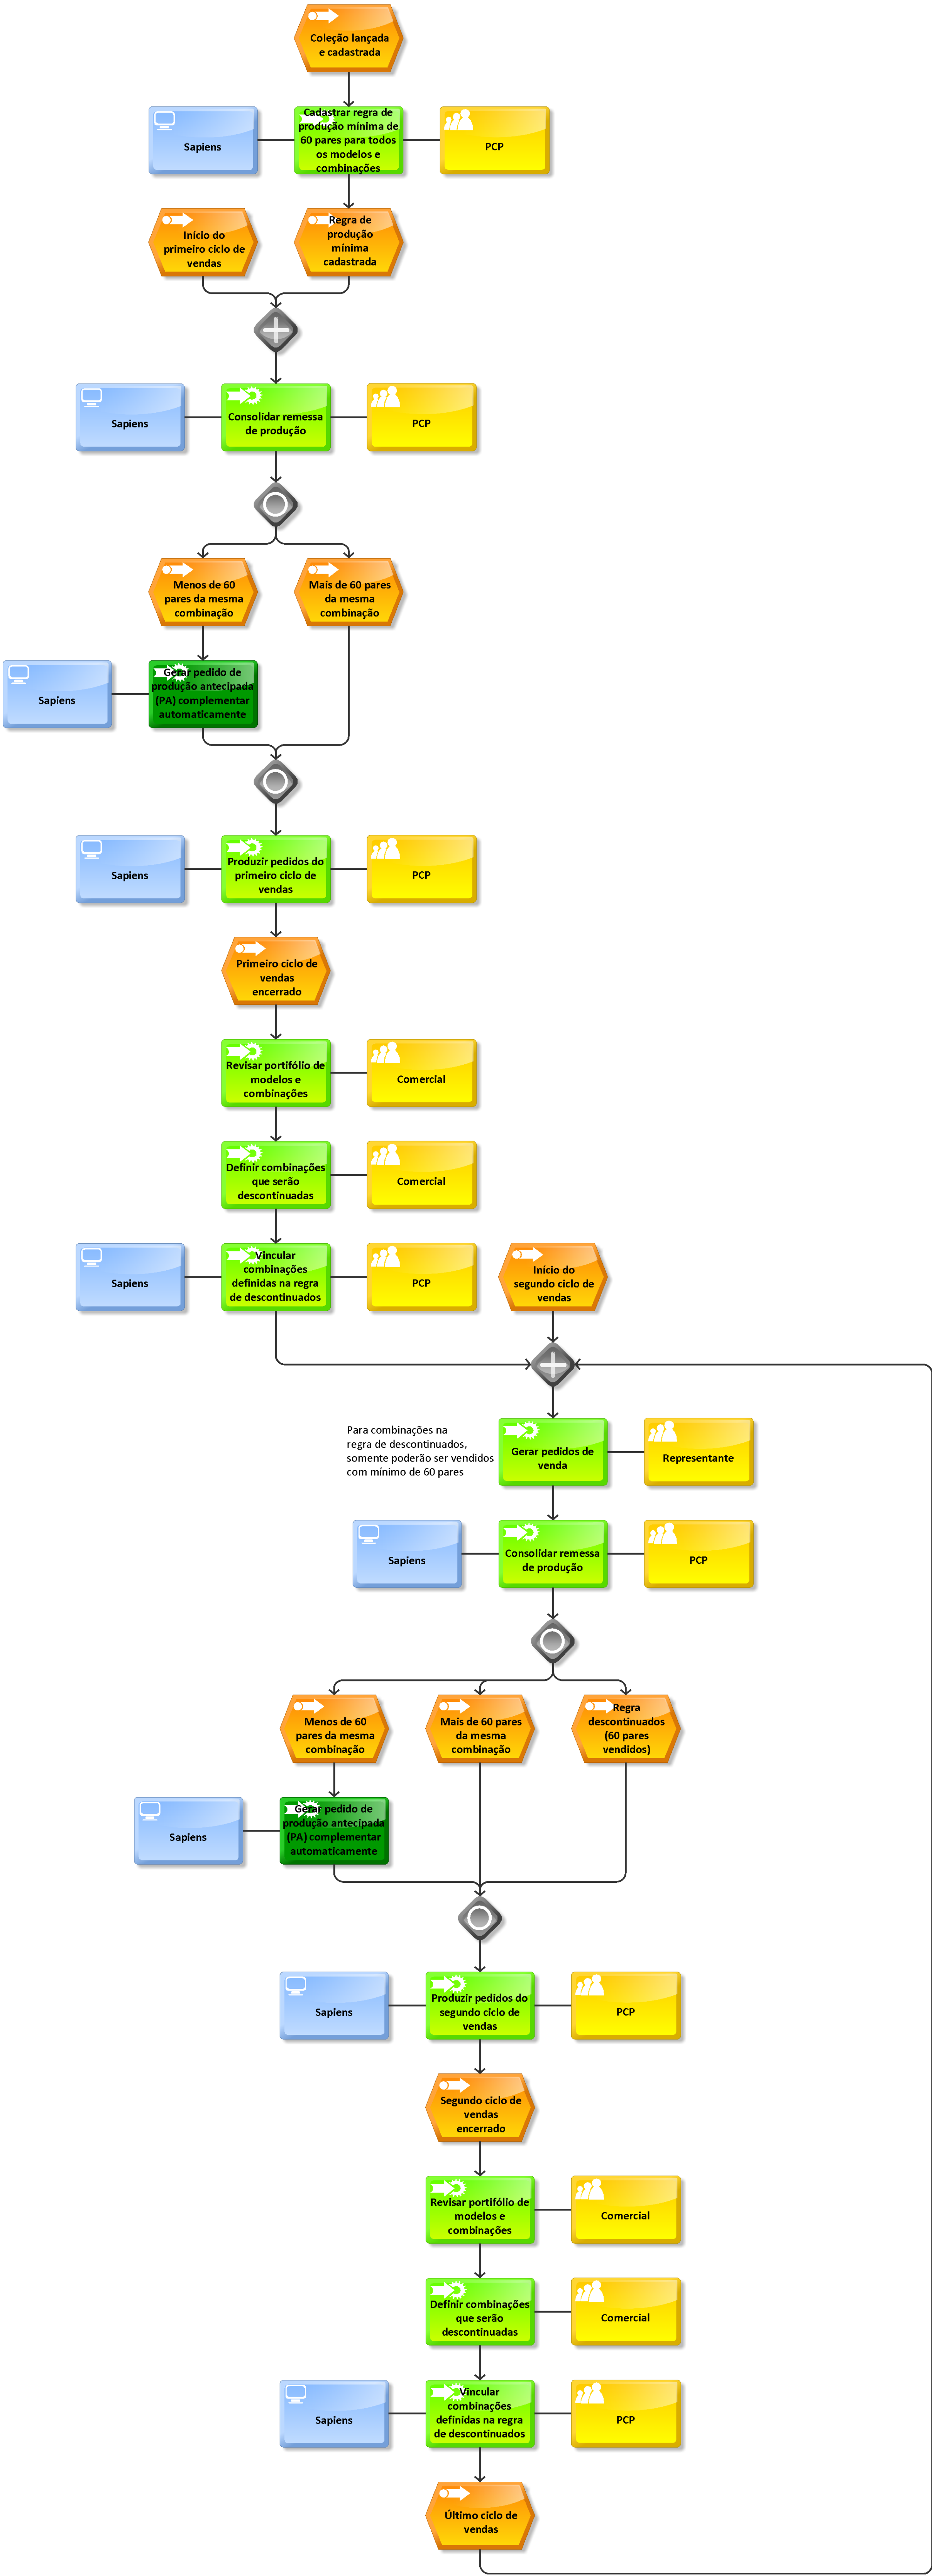 Coleção lançada
e cadastrada
Sapiens
Cadastrar regra de
produção mínima de
60 pares para todos
os modelos e
combinações
PCP
Início do
primeiro ciclo de
vendas
Regra de
produção
mínima
cadastrada
Sapiens
Consolidar remessa
de produção
PCP
Menos de 60
pares da mesma
combinação
Mais de 60 pares
da mesma
combinação
Sapiens
Gerar pedido de
produção antecipada
(PA) complementar
automaticamente
Sapiens
Produzir pedidos do
primeiro ciclo de
vendas
PCP
Primeiro ciclo de
vendas
encerrado
Revisar portifólio de
modelos e
combinações
Comercial
Definir combinações
que serão
descontinuadas
Comercial
Sapiens
Vincular
combinações
definidas na regra
de descontinuados
PCP
Início do
segundo ciclo de
vendas
Para combinações na
regra de descontinuados,
somente poderão ser vendidos
com mínimo de 60 pares
Gerar pedidos de
venda
Representante
Sapiens
Consolidar remessa
de produção
PCP
Menos de 60
pares da mesma
combinação
Mais de 60 pares
da mesma
combinação
Regra
descontinuados
(60 pares
vendidos)
Sapiens
Gerar pedido de
produção antecipada
(PA) complementar
automaticamente
Sapiens
Produzir pedidos do
segundo ciclo de
vendas
PCP
Segundo ciclo de
vendas
encerrado
Revisar portifólio de
modelos e
combinações
Comercial
Definir combinações
que serão
descontinuadas
Comercial
Sapiens
Vincular
combinações
definidas na regra
de descontinuados
PCP
Último ciclo de
vendas